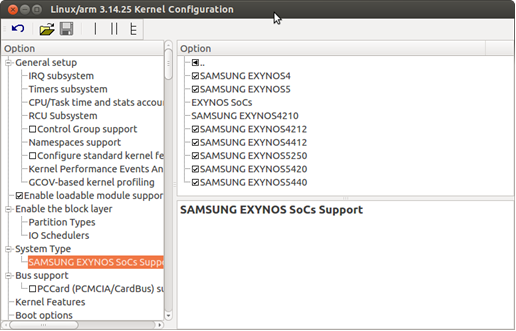 Linux/arm 3.14.25 Kernel Configuration
Option
General setup
IRQ subsystem
Timers subsystem
CPU/Task time and stats accou
RCU Subsystem
Control Group support
Namespaces support
Configure standard kernel fe
Kernel Performance Events An
GCOV-based kernel profiling
Enable loadable module suppor
Enable the block layer
Partition Types
IO Schedulers
System Type
SAMSUNG EXYNOS SoCs Suppo
Bus support
PCCard (PCMCIA/CardBus) su
Kernel Features
Boot options
Option
..
SAMSUNG EXYNOS4
SAMSUNG EXYNOS5
EXYNOS SoCs
SAMSUNG EXYNOS4210
SAMSUNG EXYNOS4212
SAMSUNG EXYNOS4412
SAMSUNG EXYNOS5250
SAMSUNG EXYNOS5420
SAMSUNG EXYNOS5440
SAMSUNG EXYNOS SoCs Support